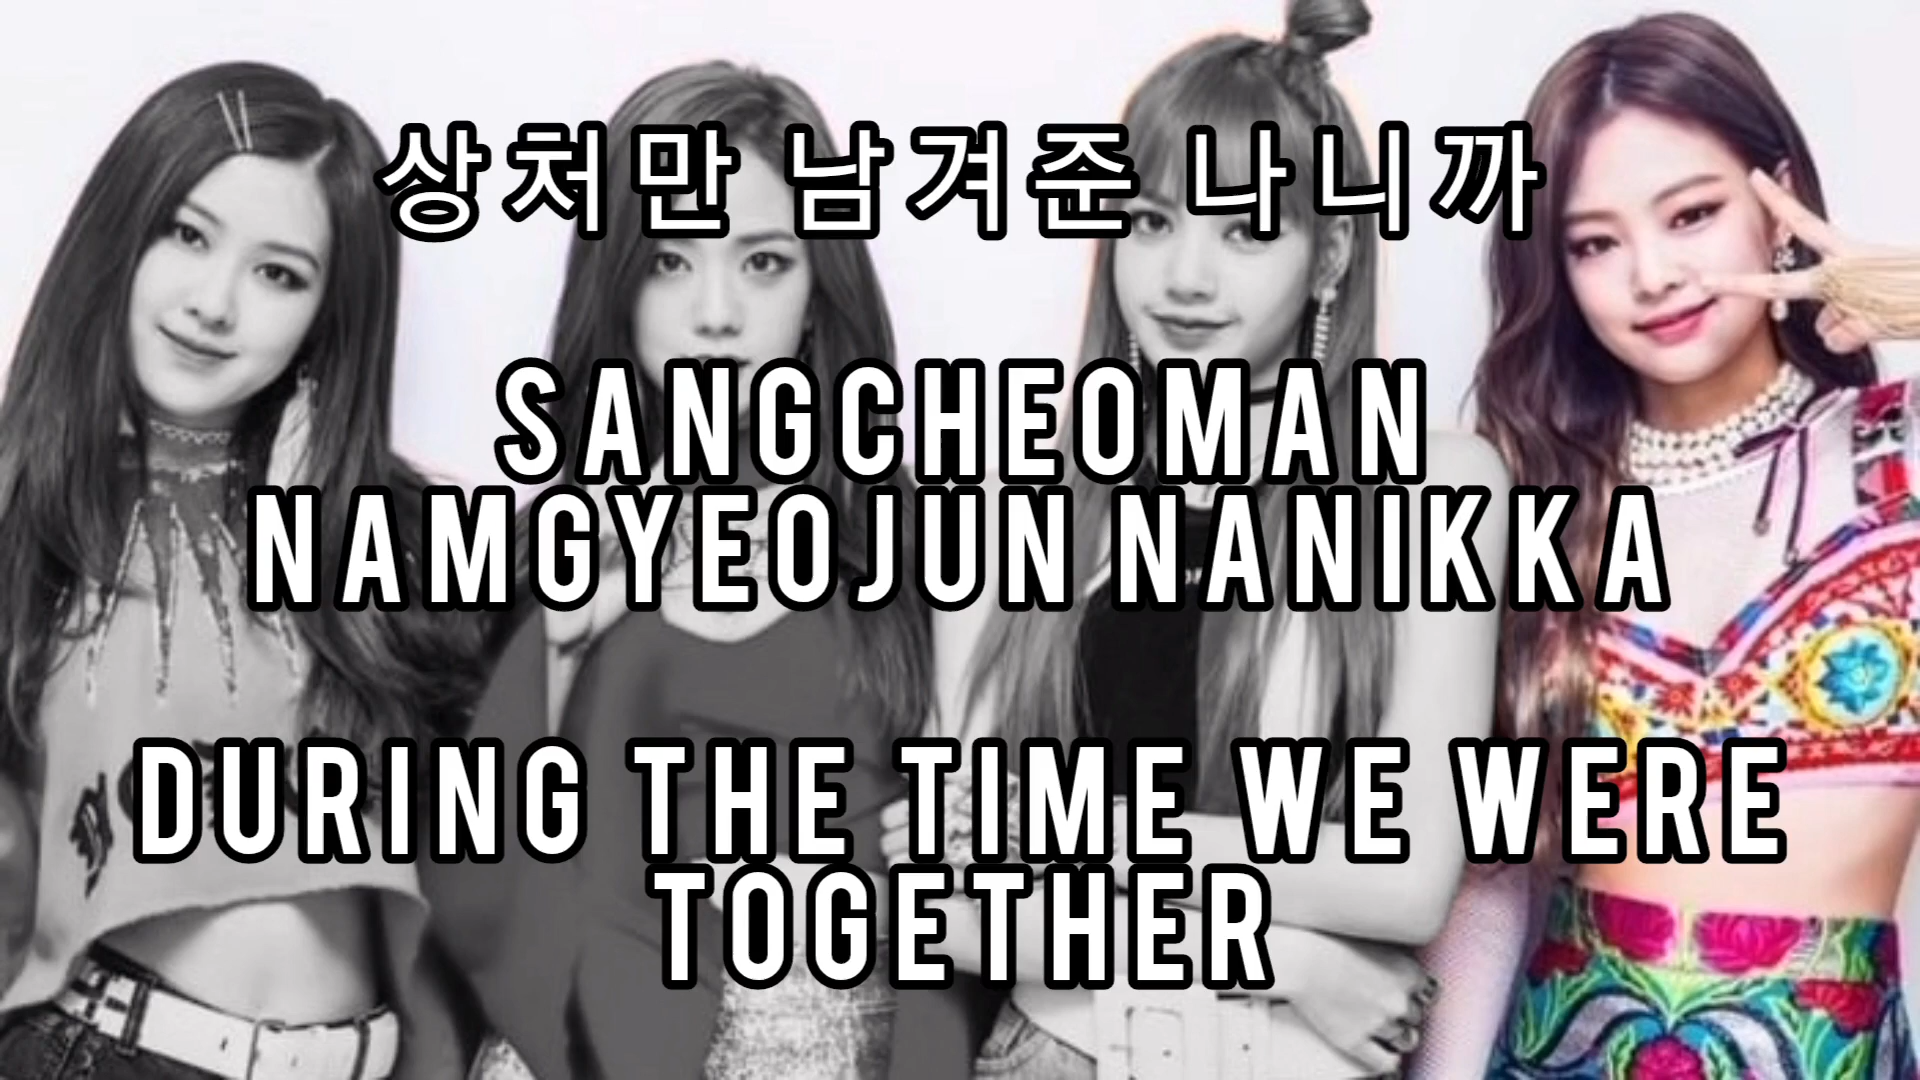 상처만 남겨준 나니까
SANGCHEOMAN
NAMGYEOJUN NANIKKA
DURING THE TIME WE WERE
TOGETHER